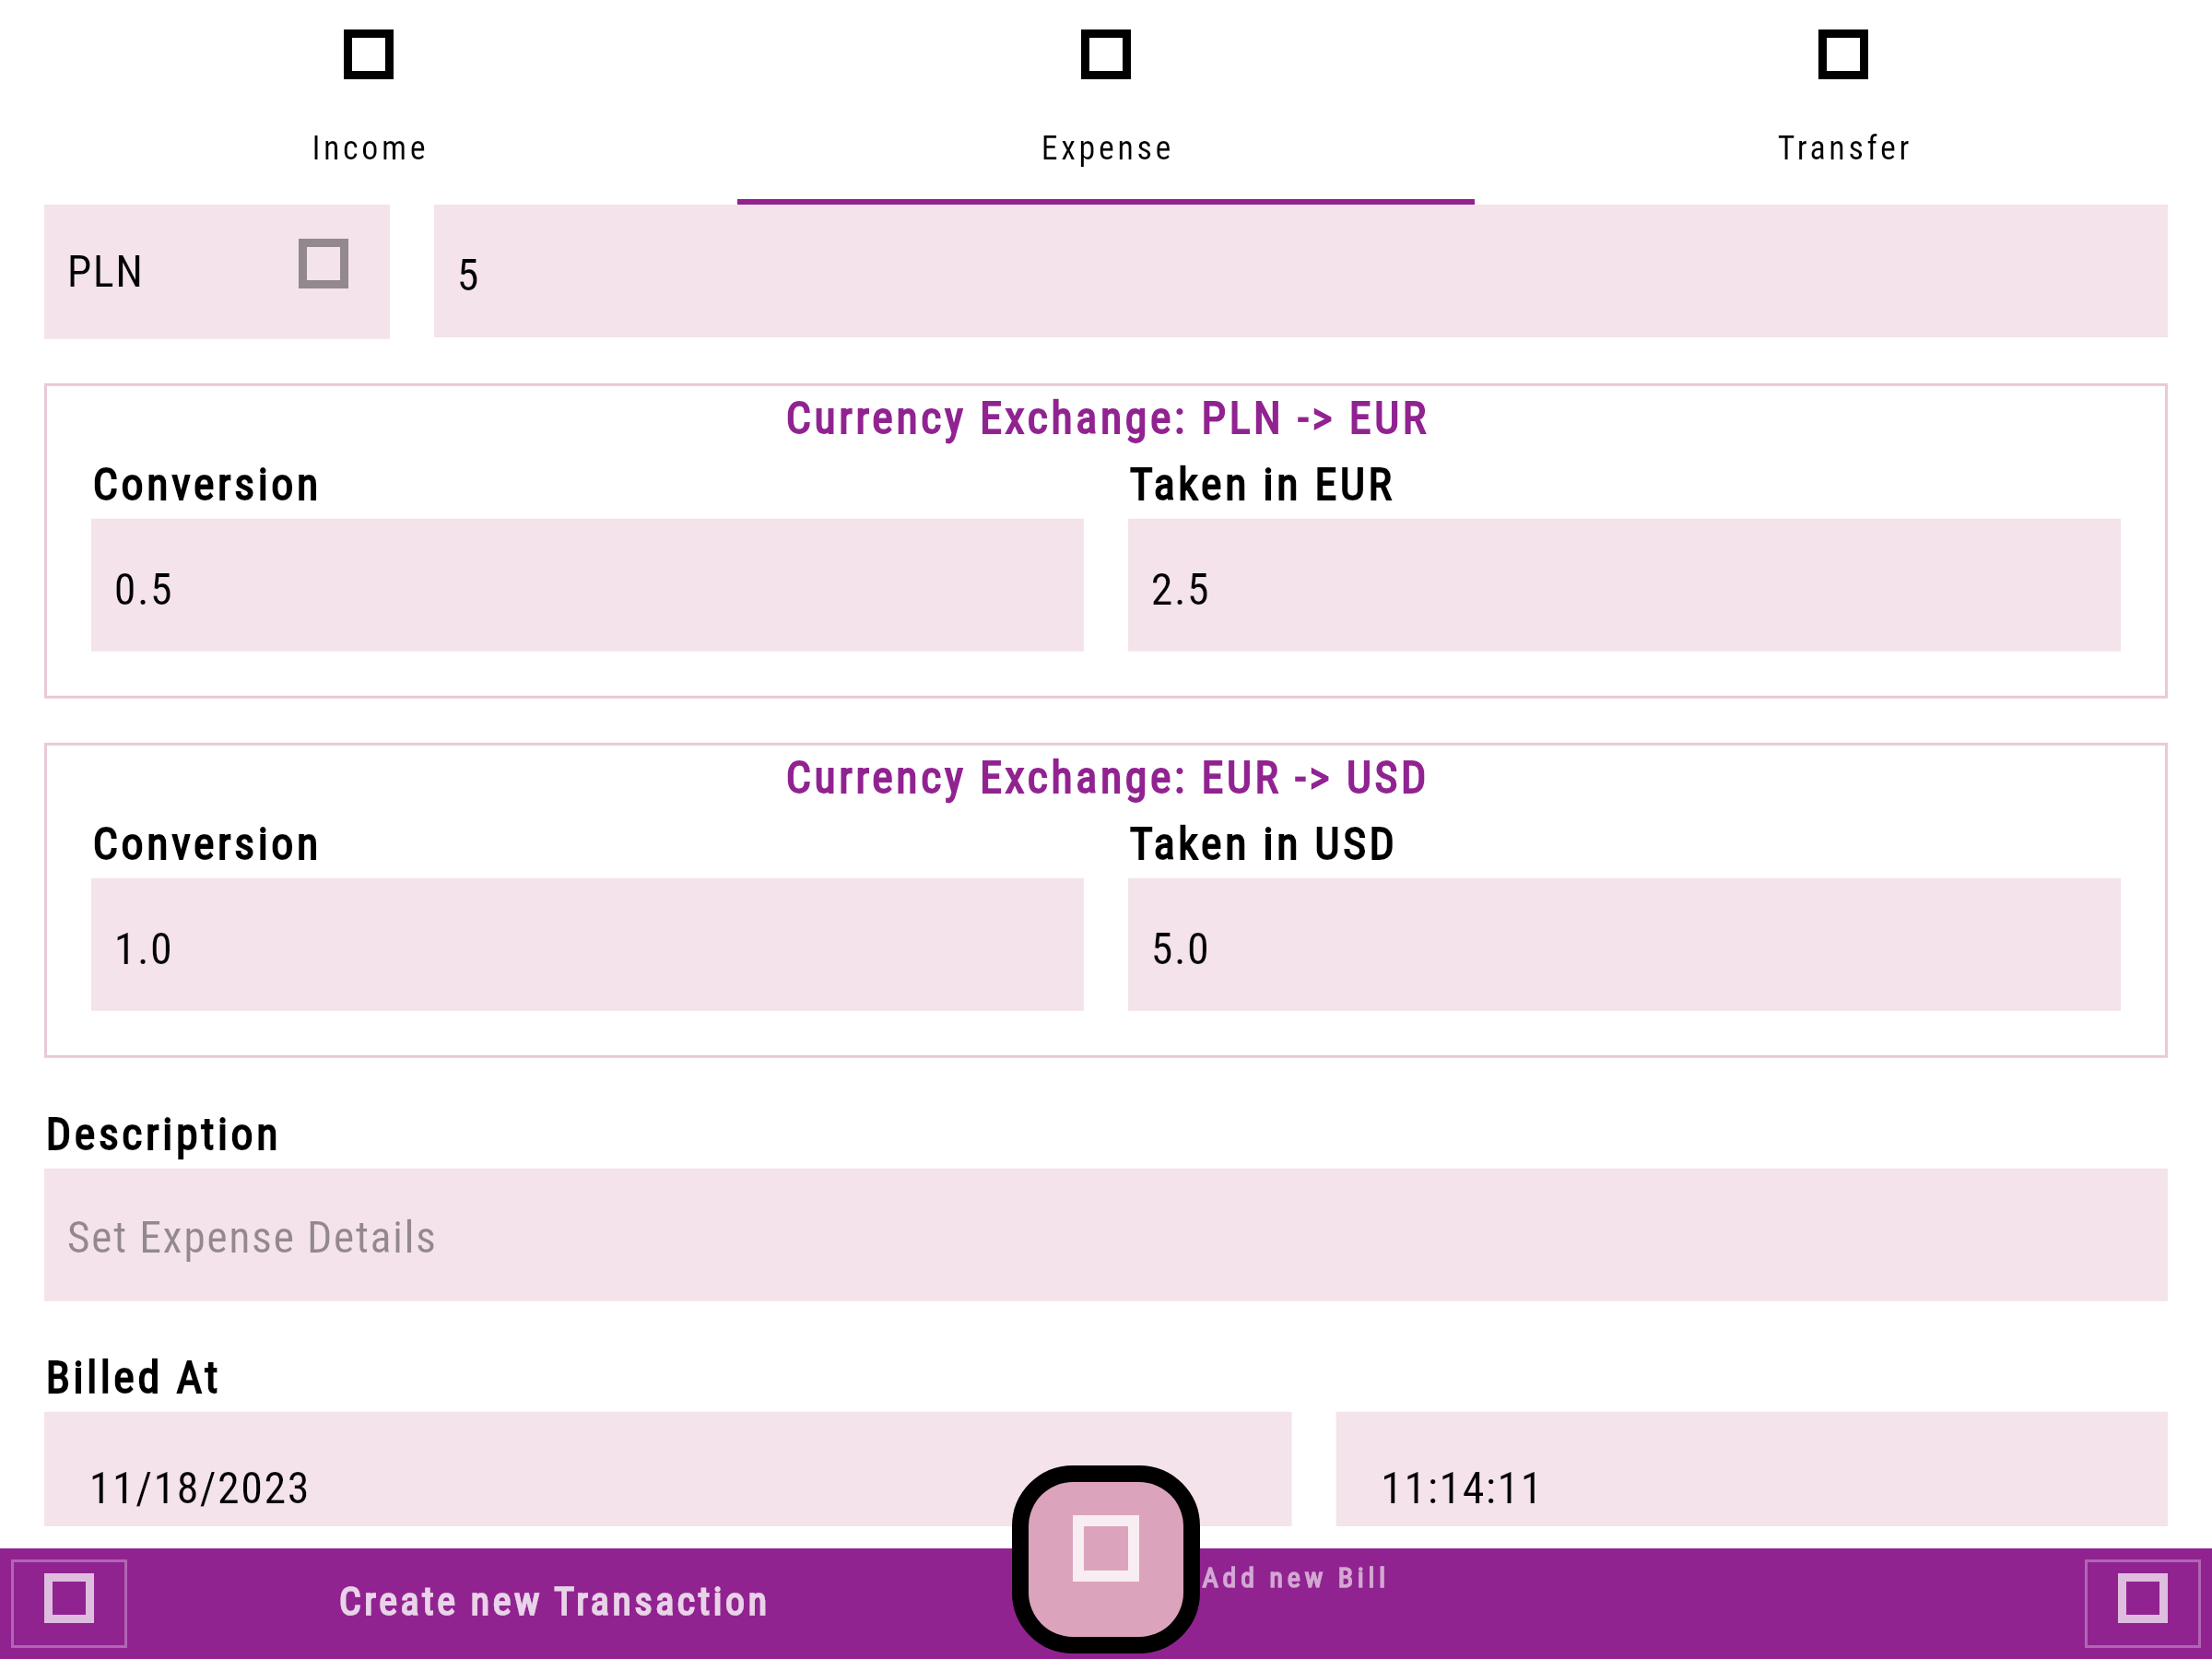 Income
Expense
Transfer
PLN
5
Currency Exchange: PLN -> EUR
Conversion
Taken in EUR
0.5
2.5
Currency Exchange: EUR -> USD
Conversion
Taken in USD
1.0
5.0
Description
Set Expense Details
Billed At
11/18/2023
11:14:11
Create new Transaction
Add new Bill